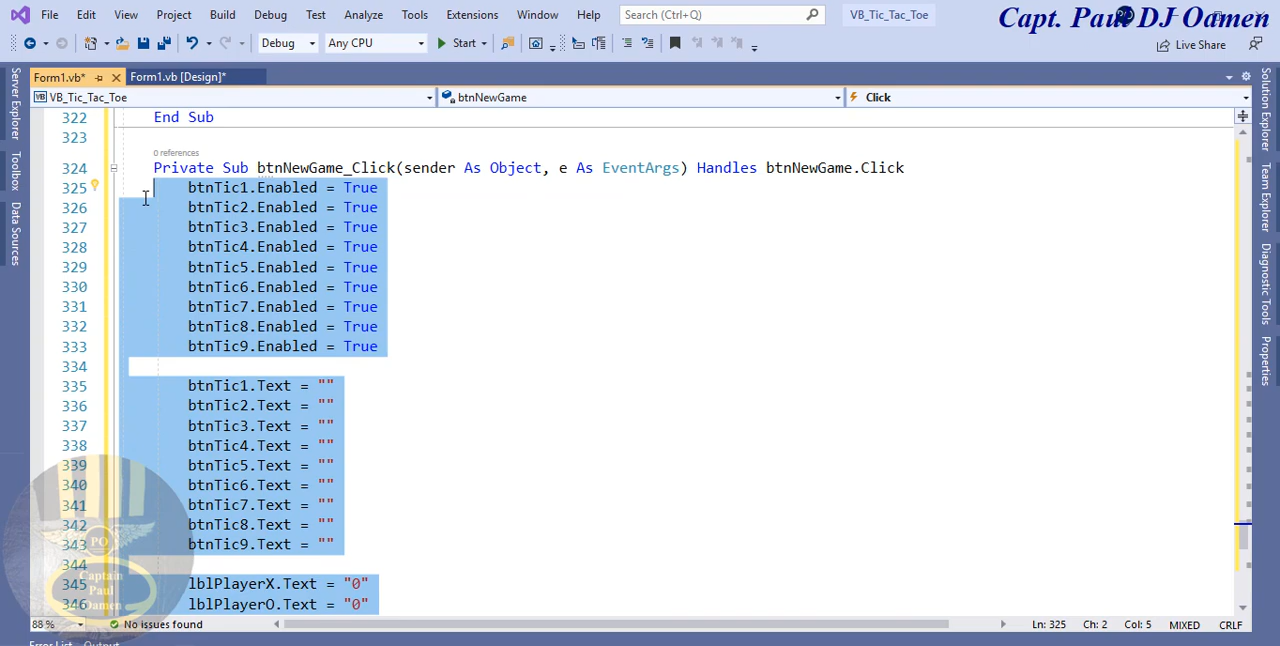 File Edit View Project Build Debug Test Analyze Tools Extensions Window Help Search (Ctrl+Q) VB_Tic_Tac_Toe
Capt. Paul DJ Oamen
Debug Any CPU Start Live Share
Form1.vb* Form1.vb [Design]*
VB_Tic_Tac_Toe btnNewGame Click
322 End Sub
323
0 references
324 Private Sub btnNewGame_Click(sender As Object, e As EventArgs) Handles btnNewGame.Click
325 btnTic1.Enabled = True
326 btnTic2.Enabled = True
327 btnTic3.Enabled = True
328 btnTic4.Enabled = True
329 btnTic5.Enabled = True
330 btnTic6.Enabled = True
331 btnTic7.Enabled = True
332 btnTic8.Enabled = True
333 btnTic9.Enabled = True
334
335 btnTic1.Text = ""
336 btnTic2.Text = ""
337 btnTic3.Text = ""
338 btnTic4.Text = ""
339 btnTic5.Text = ""
340 btnTic6.Text = ""
341 btnTic7.Text = ""
342 btnTic8.Text = ""
343 btnTic9.Text = ""
344
345 lblPlayerX.Text = "0"
346 lblPlayerO.Text = "0"
88 % No issues found Ln: 325 Ch: 2 Col: 5 MIXED CRLF
Error List Output
Server Explorer
Toolbox
Data Sources
Solution Explorer
Team Explorer
Diagnostic Tools
Properties
PO
Captain
Paul
Oamen